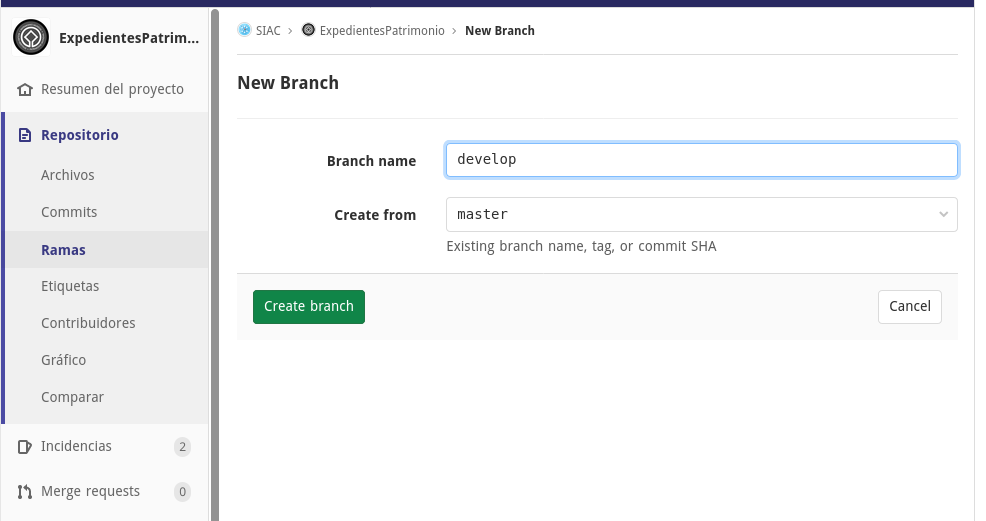 ExpedientesPatrim...
Resumen del proyecto
Repositorio
Archivos
Commits
Ramas
Etiquetas
Contribuidores
Gráfico
Comparar
Incidencias 2
Merge requests 0
SIAC › ExpedientesPatrimonio › New Branch
New Branch
Branch name develop
Create from master
Existing branch name, tag, or commit SHA
Create branch Cancel